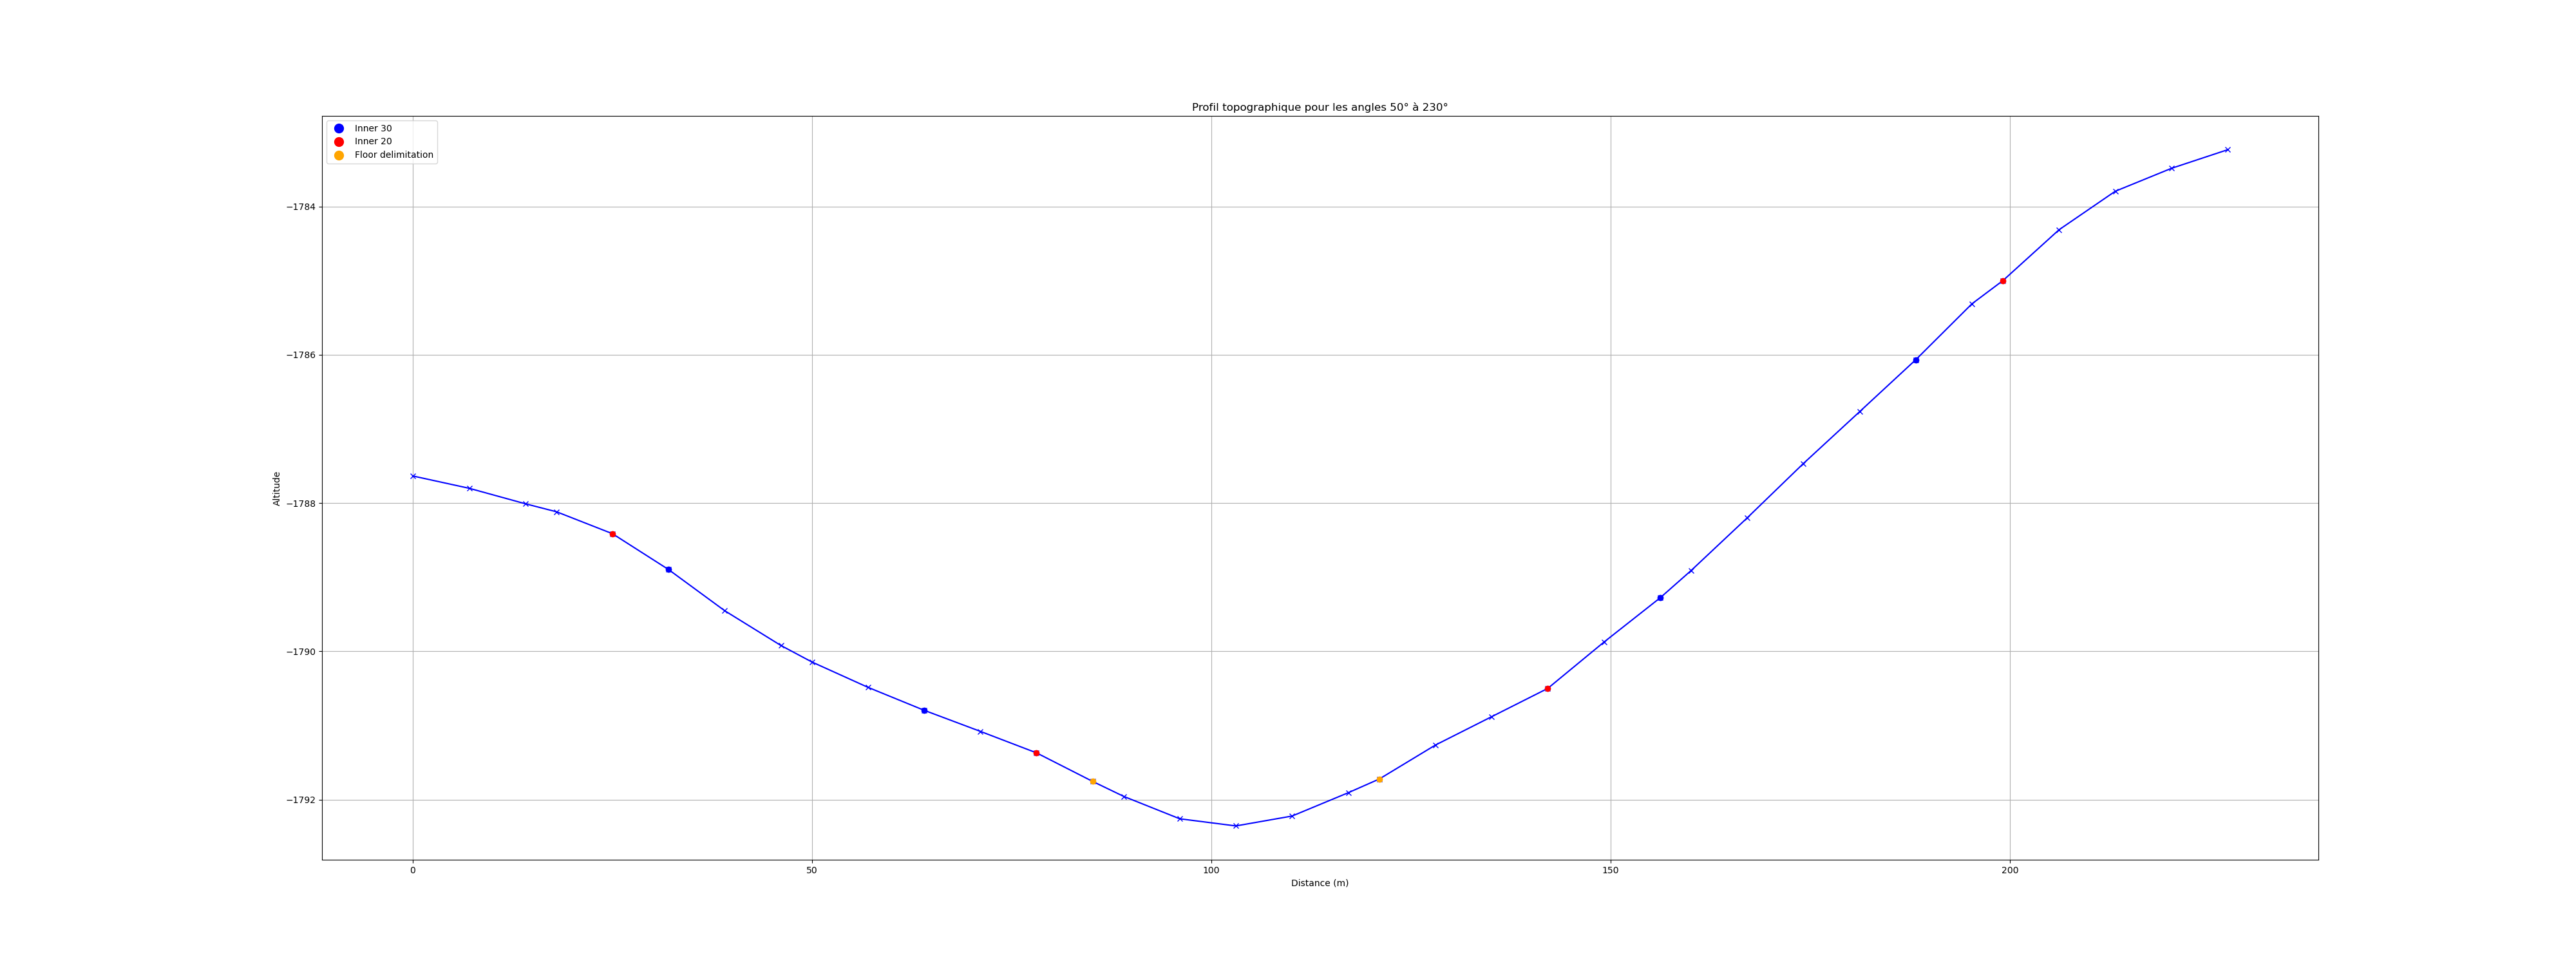 Profil topographique pour les angles 50° à 230°
Inner 30
Inner 20
Floor delimitation
−1784
−1786
−1788
−1790
−1792
Altitude
0 50 100 150 200
Distance (m)